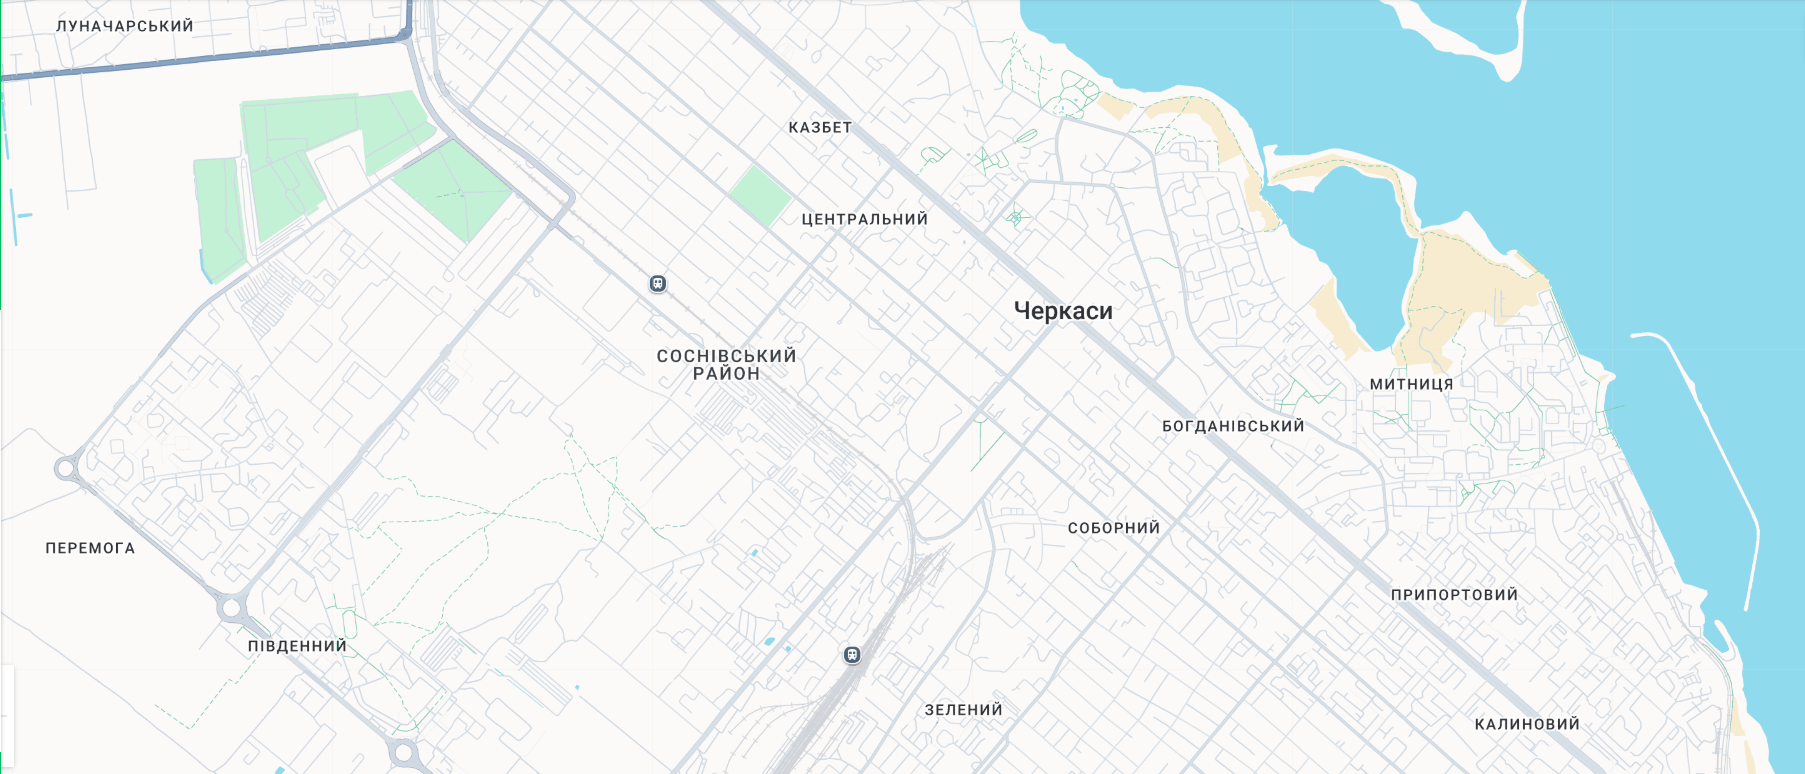 ЛУНАЧАРСЬКИЙ
КАЗБЕТ
ЦЕНТРАЛЬНИЙ
Черкаси
СОСНІВСЬКИЙ
РАЙОН
МИТНИЦЯ
БОГДАНІВСЬКИЙ
СОБОРНИЙ
ПЕРЕМОГА
ПРИПОРТОВИЙ
ПІВДЕННИЙ
ЗЕЛЕНИЙ
КАЛИНОВИЙ